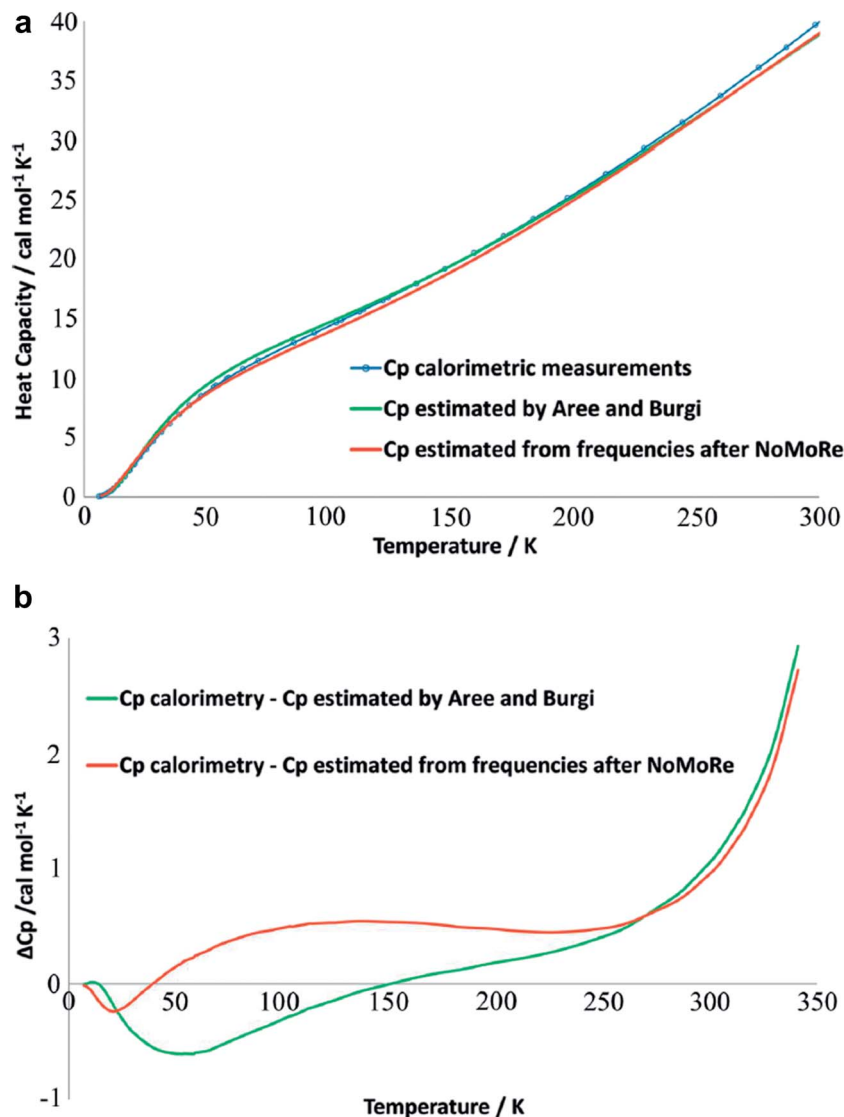 a
40
35
30
25
20
15
10
5
0
Heat Capacity / cal mol⁻¹ K⁻¹
Cp calorimetric measurements
Cp estimated by Aree and Burgi
Cp estimated from frequencies after NoMoRe
0 50 100 150 200 250 300
Temperature / K
b
3
2
1
0
-1
ΔCp /cal mol⁻¹ K⁻¹
Cp calorimetry - Cp estimated by Aree and Burgi
Cp calorimetry - Cp estimated from frequencies after NoMoRe
0 50 100 150 200 250 300 350
Temperature / K